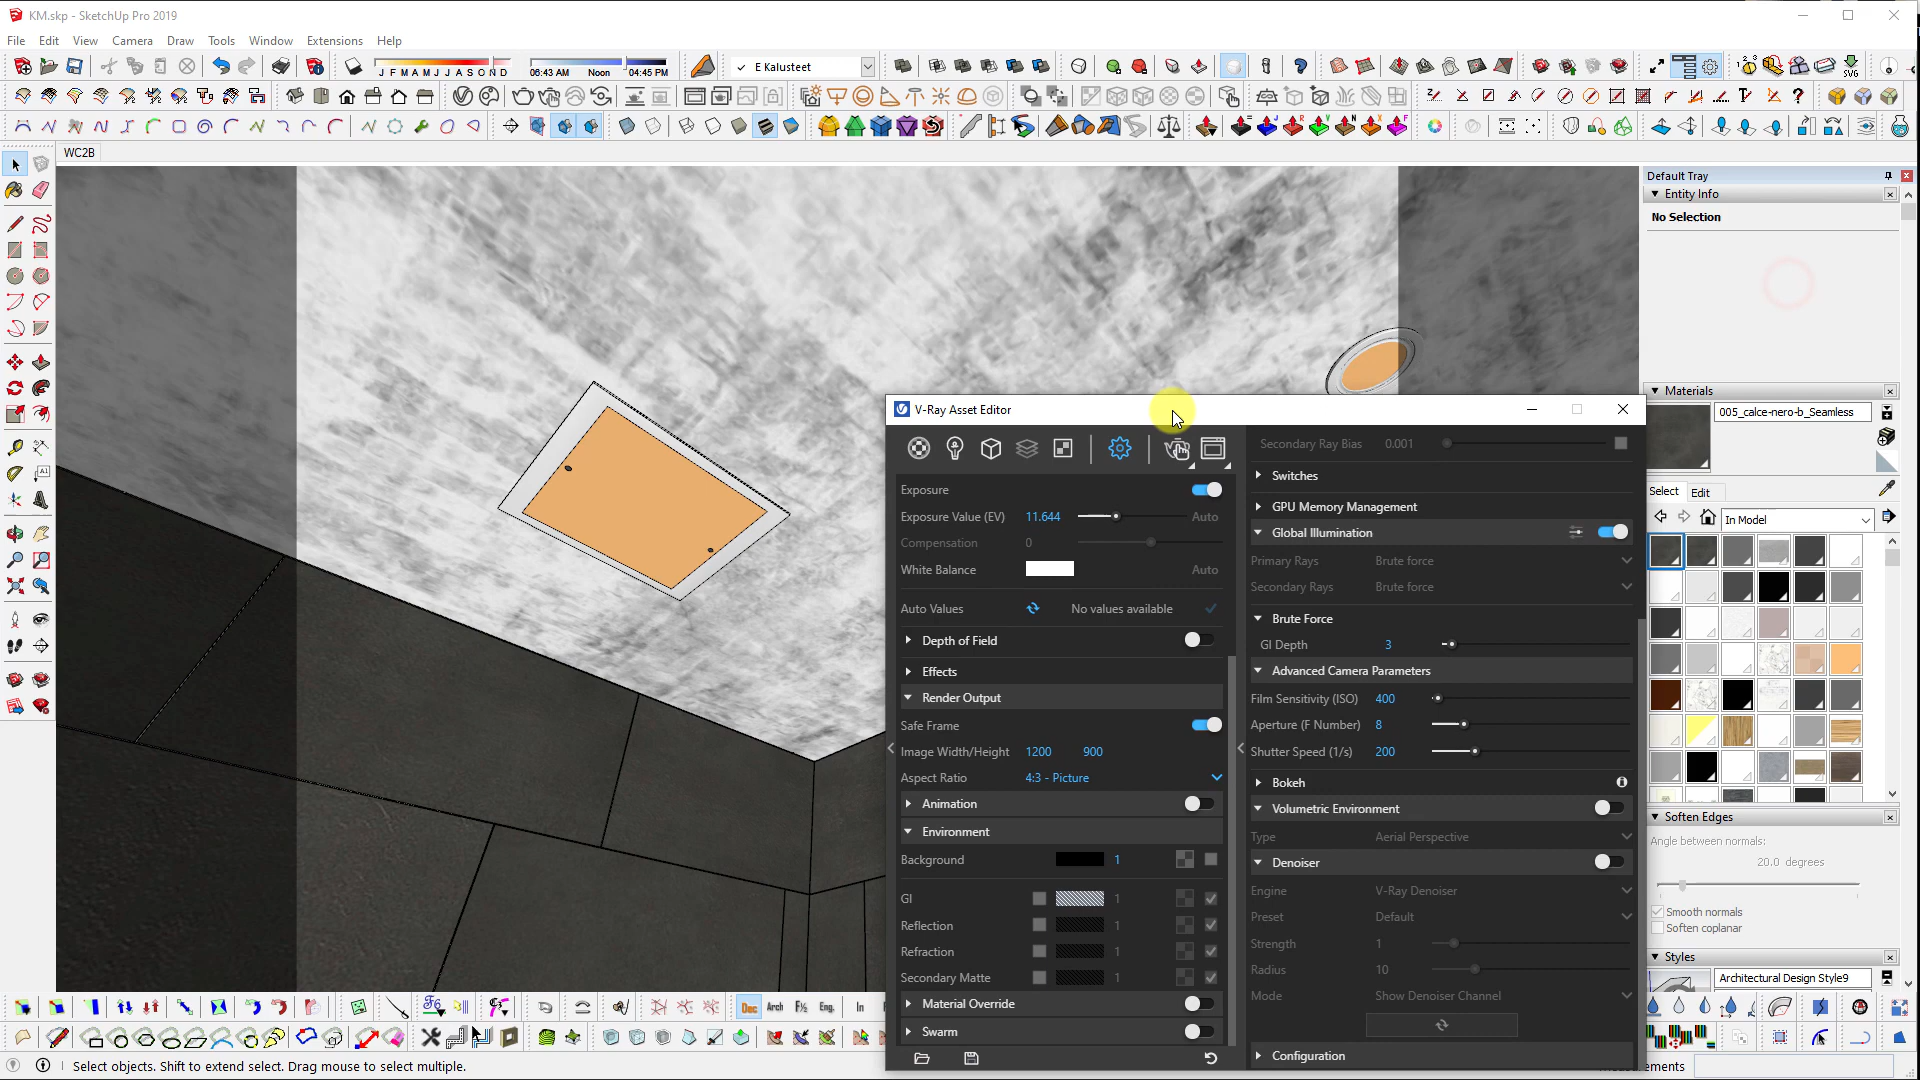 KM.skp - SketchUp Pro 2019
File Edit View Camera Draw Tools Window Extensions Help
J F M A M J J A S O N D
06:43 AM Noon 04:45 PM
E Kalusteet
SVG
WC2B
Default Tray
Entity Info
No Selection
Materials
005_calce-nero-b_Seamless
Select Edit
In Model
Soften Edges
Angle between normals:
20.0 degrees
Smooth normals
Soften coplanar
Styles
Architectural Design Style9
V-Ray Asset Editor
Exposure
Exposure Value (EV) 11.644 Auto
Compensation 0
White Balance Auto
Auto Values No values available
Depth of Field
Effects
Render Output
Safe Frame
Image Width/Height 1200 900
Aspect Ratio 4:3 - Picture
Animation
Environment
Background 1
GI 1
Reflection 1
Refraction 1
Secondary Matte 1
Material Override
Swarm
Secondary Ray Bias 0.001
Switches
GPU Memory Management
Global Illumination
Primary Rays Brute force
Secondary Rays Brute force
Brute Force
GI Depth 3
Advanced Camera Parameters
Film Sensitivity (ISO) 400
Aperture (F Number) 8
Shutter Speed (1/s) 200
Bokeh
Volumetric Environment
Type Aerial Perspective
Denoiser
Engine V-Ray Denoiser
Preset Default
Strength 1
Radius 10
Mode Show Denoiser Channel
Configuration
Dec Arch F½ Eng. In
Select objects. Shift to extend select. Drag mouse to select multiple.